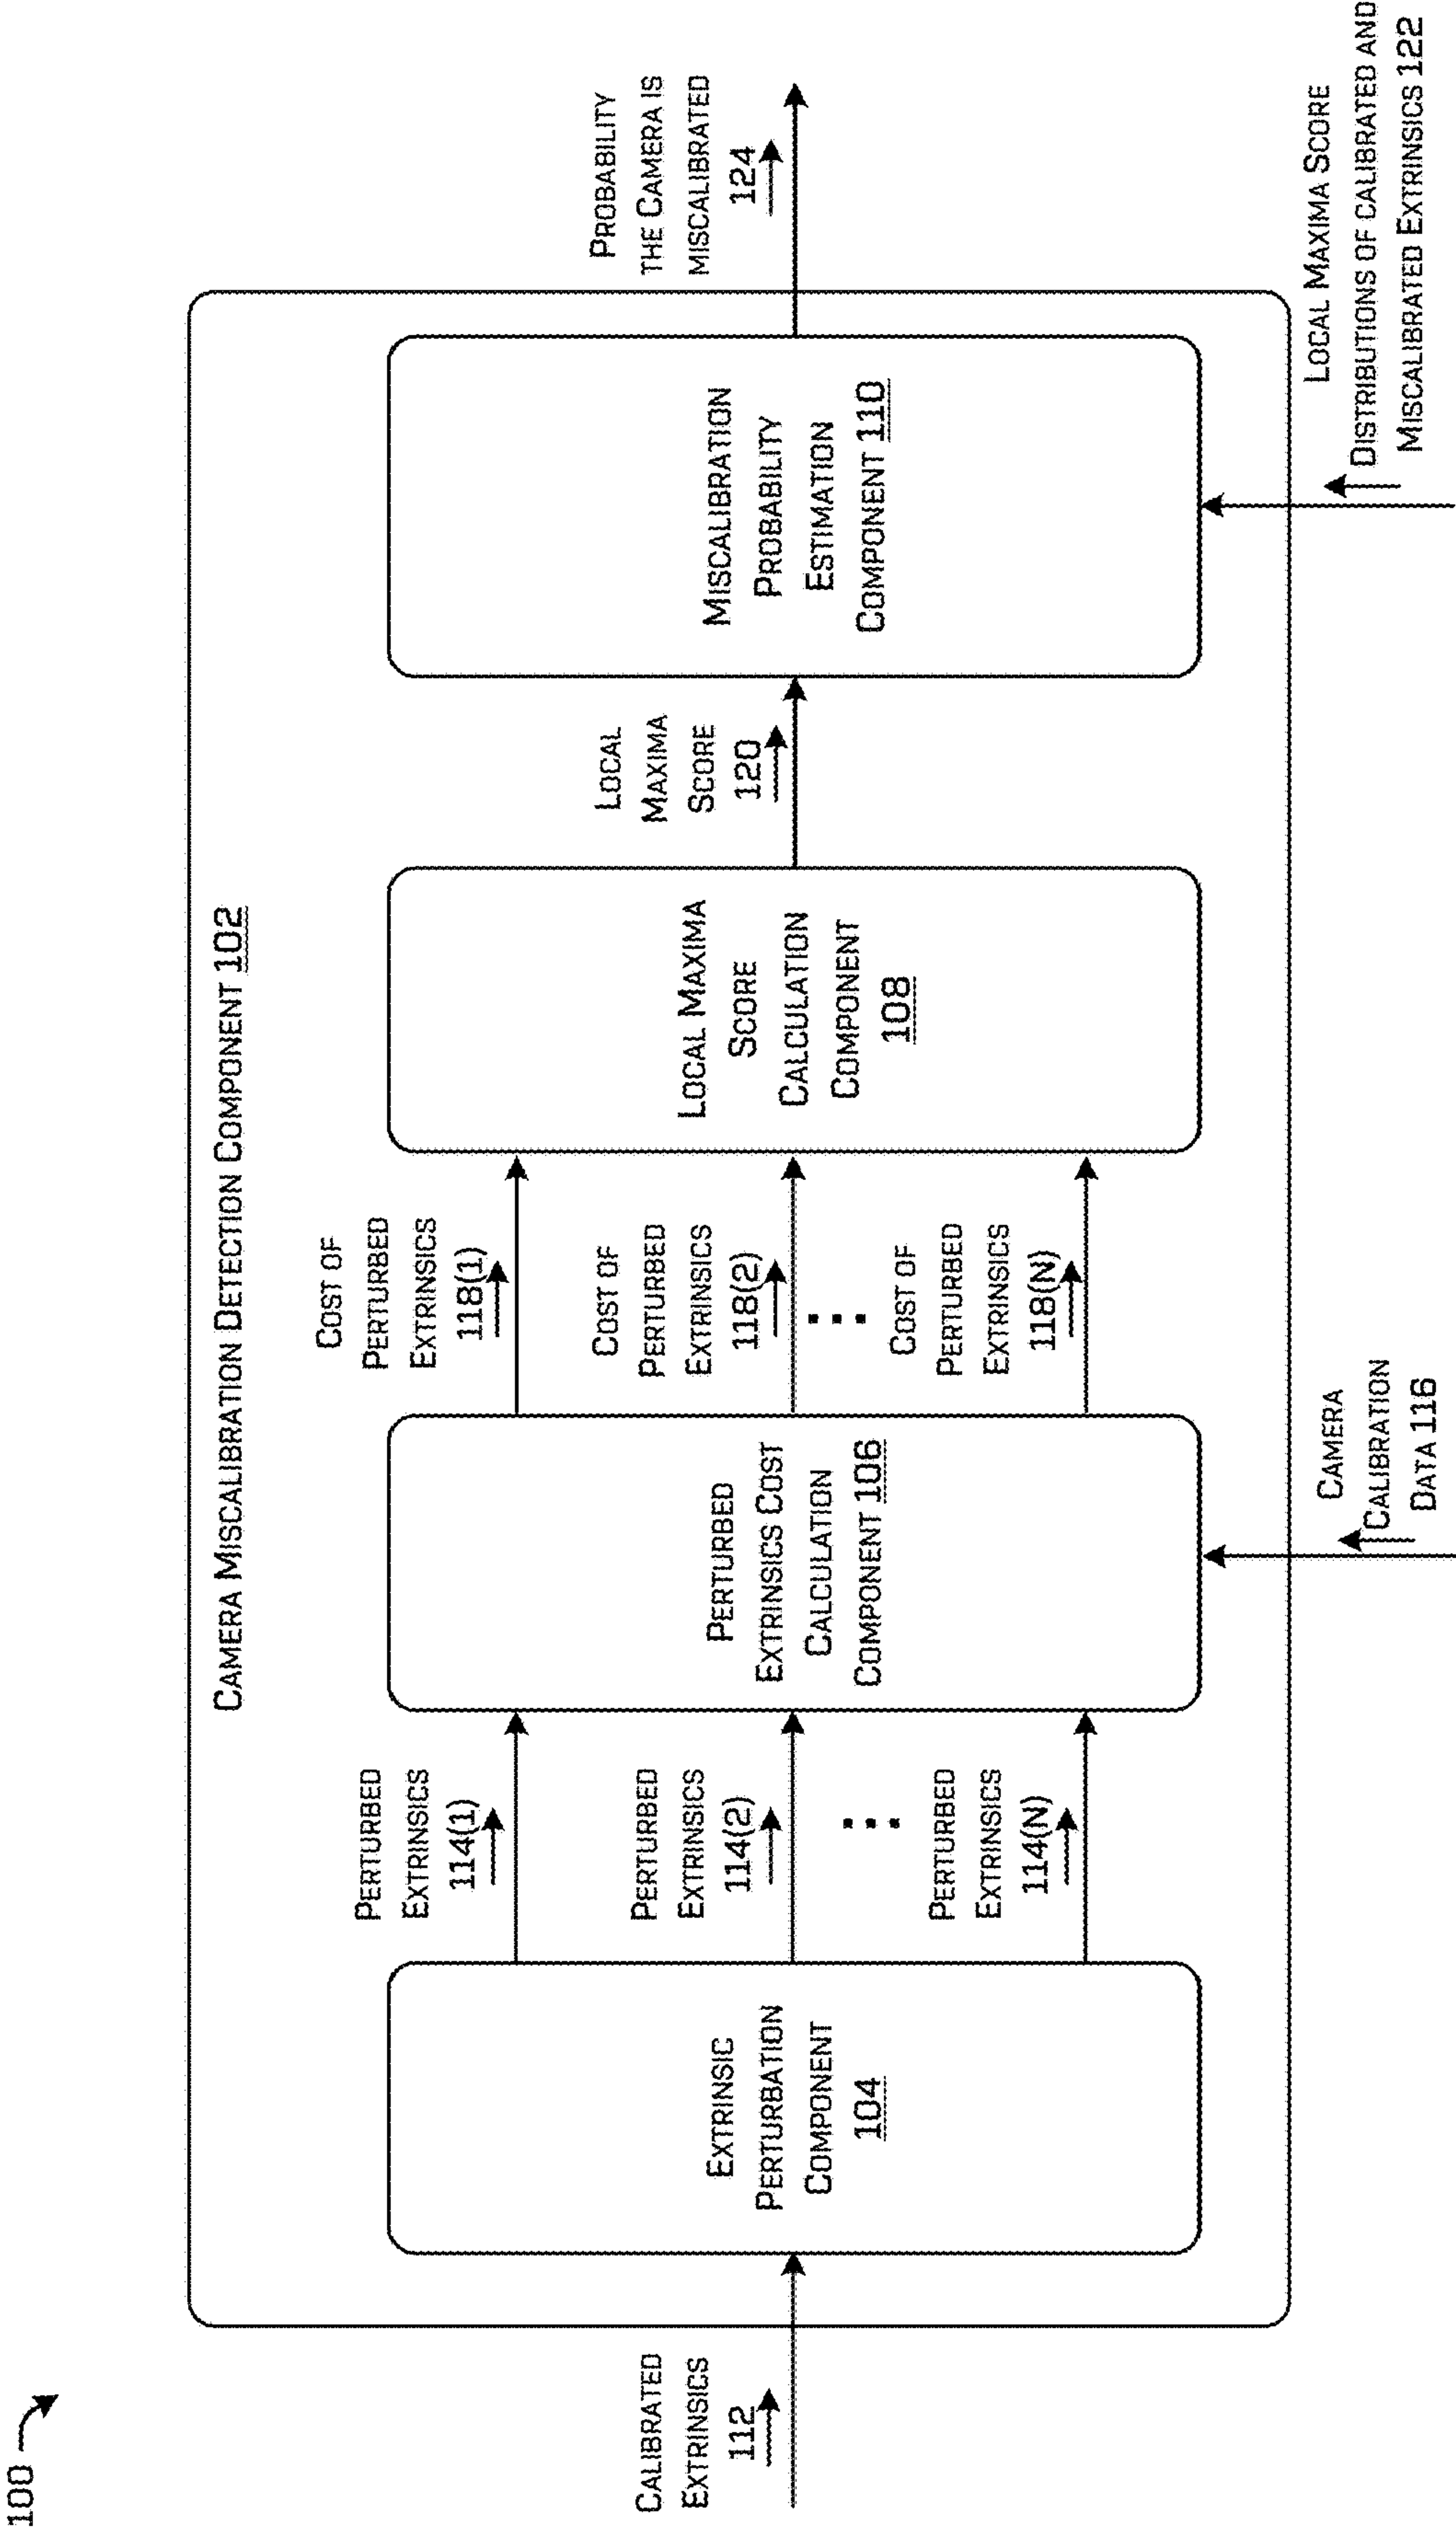 100
CAMERA MISCALIBRATION DETECTION COMPONENT 102
CALIBRATED
EXTRINSICS
112
EXTRINSIC
PERTURBATION
COMPONENT
104
PERTURBED
EXTRINSICS
114(1)
PERTURBED
EXTRINSICS
114(2)
PERTURBED
EXTRINSICS
114(N)
PERTURBED
EXTRINSICS COST
CALCULATION
COMPONENT 106
CAMERA
CALIBRATION
DATA 116
COST OF
PERTURBED
EXTRINSICS
118(1)
COST OF
PERTURBED
EXTRINSICS
118(2)
COST OF
PERTURBED
EXTRINSICS
118(N)
LOCAL MAXIMA
SCORE
CALCULATION
COMPONENT
108
LOCAL
MAXIMA
SCORE
120
MISCALIBRATION
PROBABILITY
ESTIMATION
COMPONENT 110
LOCAL MAXIMA SCORE
DISTRIBUTIONS OF CALIBRATED AND
MISCALIBRATED EXTRINSICS 122
PROBABILITY
THE CAMERA IS
MISCALIBRATED
124